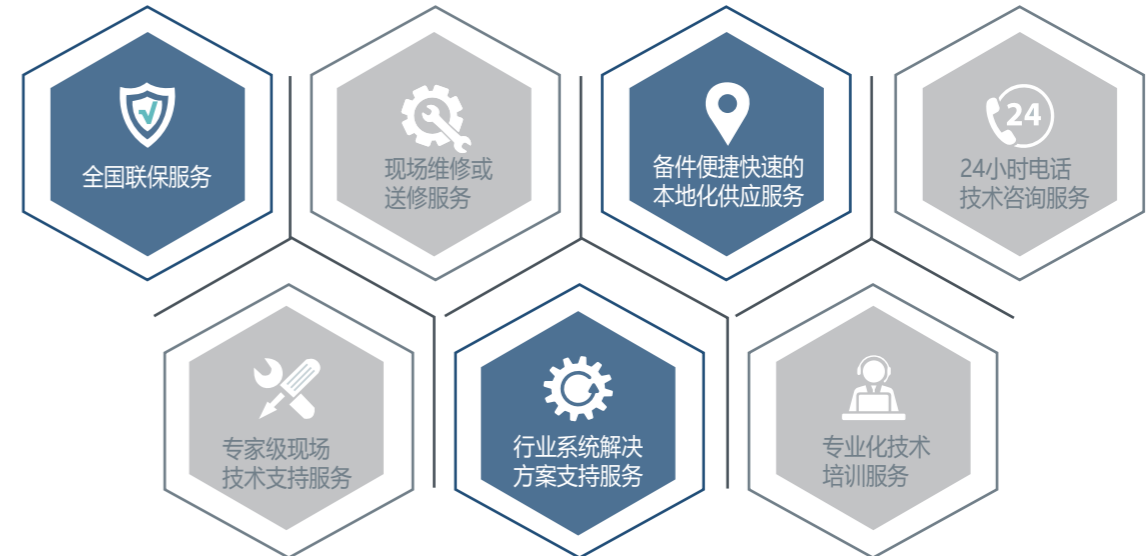 全国联保服务
现场维修或
送修服务
备件便捷快速的
本地化供应服务
24
24小时电话
技术咨询服务
专家级现场
技术支持服务
行业系统解决
方案支持服务
专业化技术
培训服务